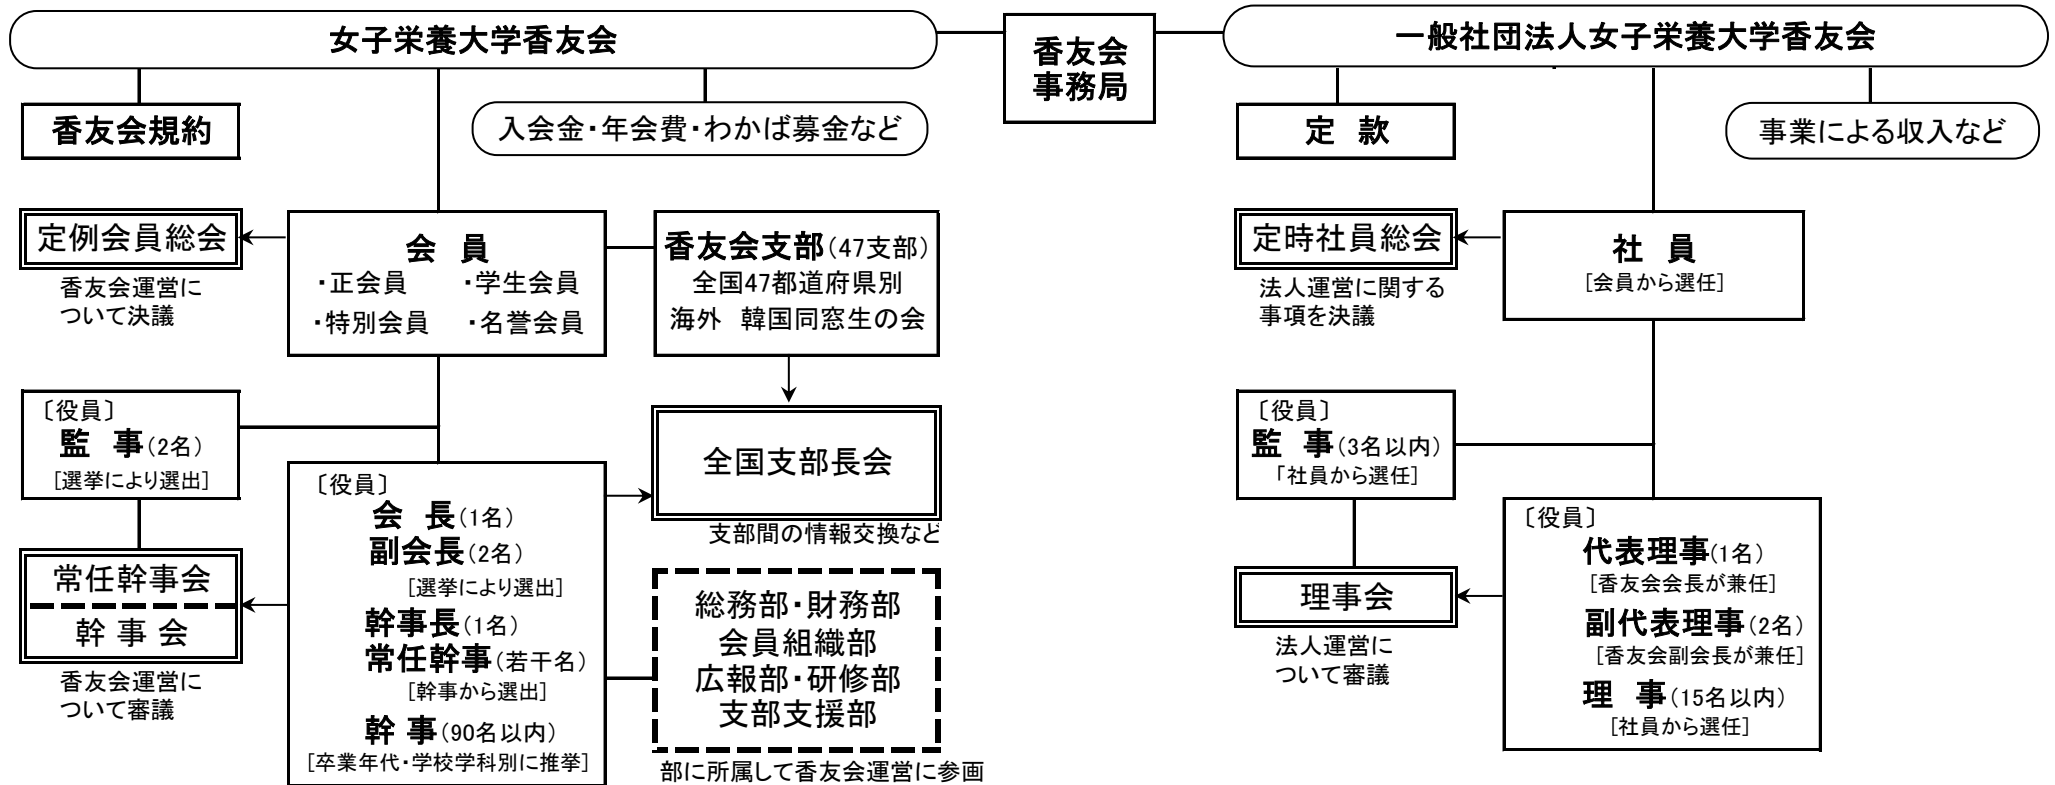 女子栄養大学香友会
香友会規約
入会金・年会費・わかば募金など
定例会員総会
香友会運営に
ついて決議
会　員
・正会員　・学生会員
・特別会員　・名誉会員
香友会支部(47支部)
全国47都道府県別
海外　韓国同窓生の会
〔役員〕
監　事(2名)
[選挙により選出]
全国支部長会
支部間の情報交換など
〔役員〕
会　長(1名)
副会長(2名)
[選挙により選出]
幹事長(1名)
常任幹事(若干名)
[幹事から選出]
幹 事(90名以内)
[卒業年代・学校学科別に推挙]
常任幹事会
幹 事 会
香友会運営に
ついて審議
総務部・財務部
会員組織部
広報部・研修部
支部支援部
部に所属して香友会運営に参画
香友会
事務局
一般社団法人女子栄養大学香友会
定　款
事業による収入など
定時社員総会
法人運営に関する
事項を決議
社　員
[会員から選任]
〔役員〕
監　事(3名以内)
「社員から選任]
理事会
法人運営に
ついて審議
〔役員〕
代表理事(1名)
[香友会会長が兼任]
副代表理事(2名)
[香友会副会長が兼任]
理　事(15名以内)
[社員から選任]